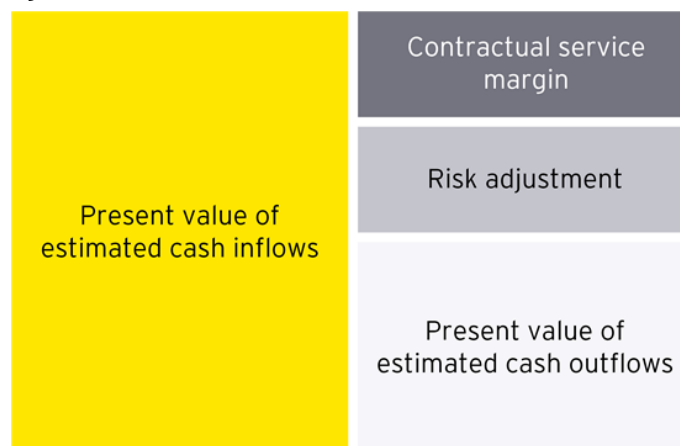 Present value of
estimated cash inflows
Contractual service
margin
Risk adjustment
Present value of
estimated cash outflows